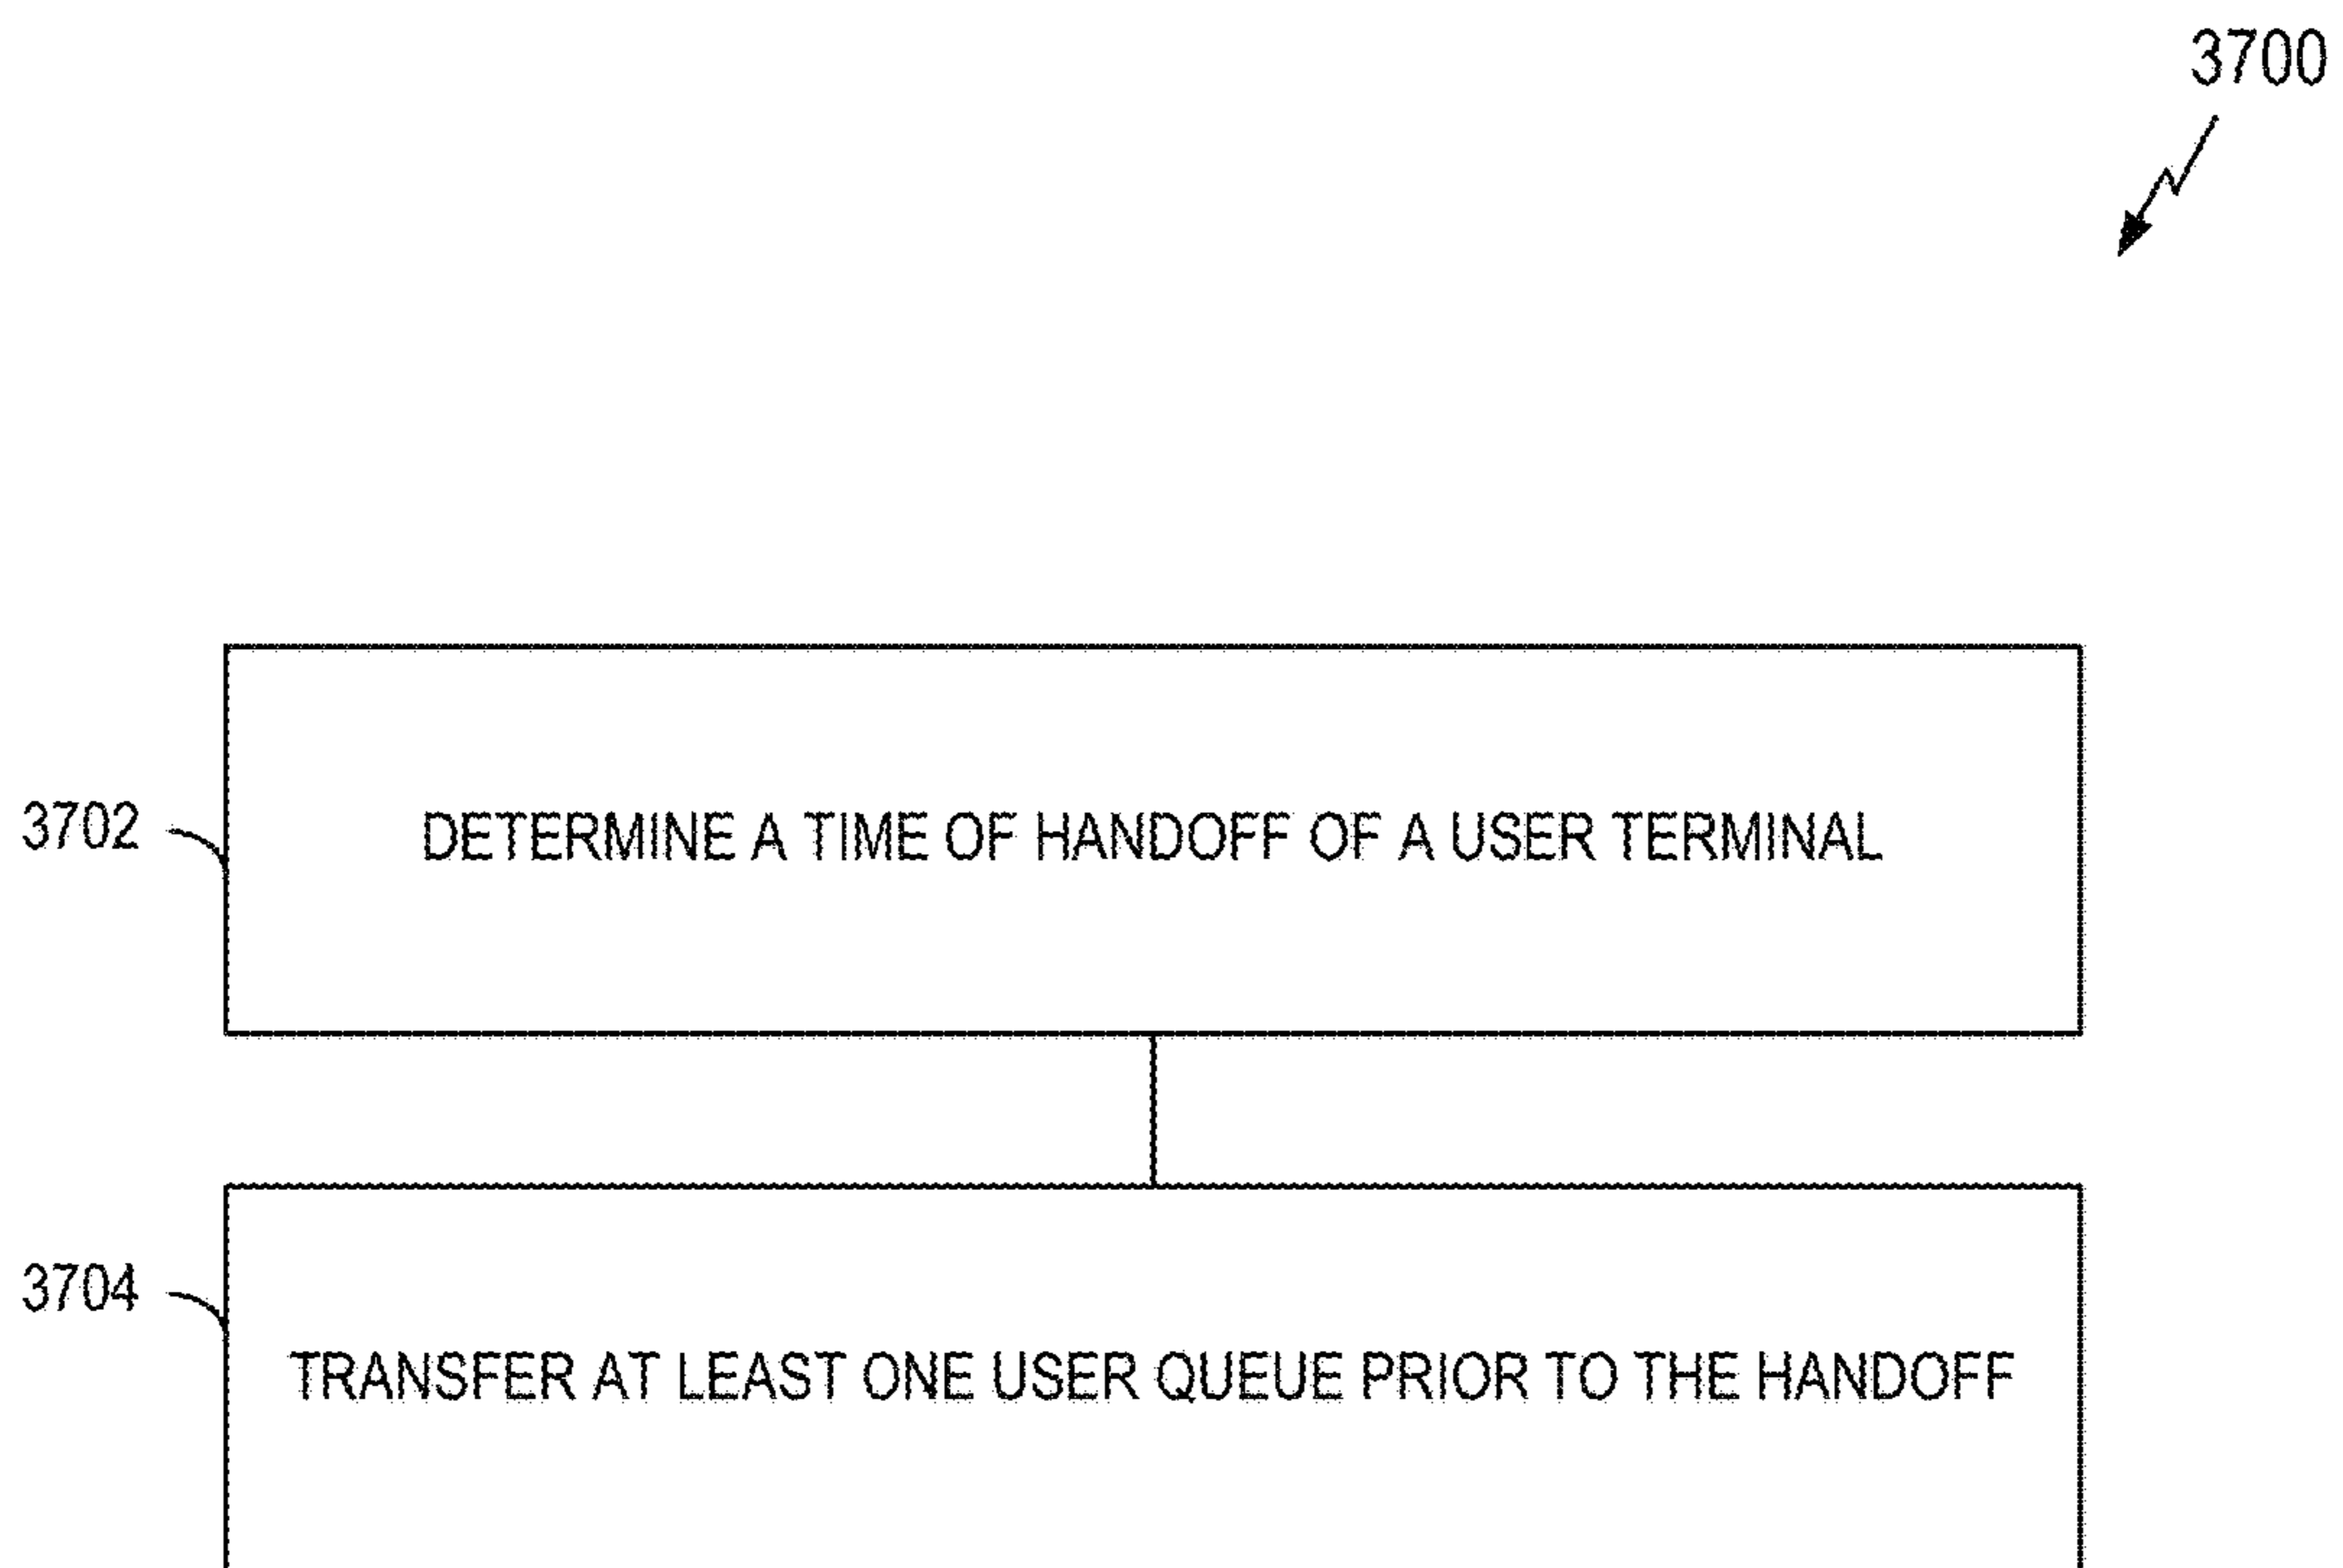 3700
3702
DETERMINE A TIME OF HANDOFF OF A USER TERMINAL
3704
TRANSFER AT LEAST ONE USER QUEUE PRIOR TO THE HANDOFF